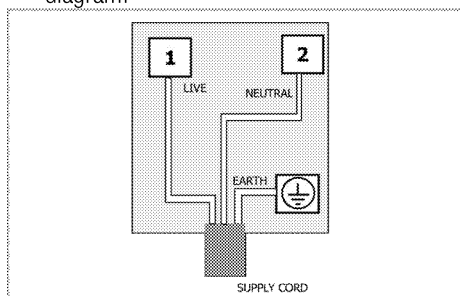 diagram.
1
2
LIVE
NEUTRAL
EARTH
SUPPLY CORD